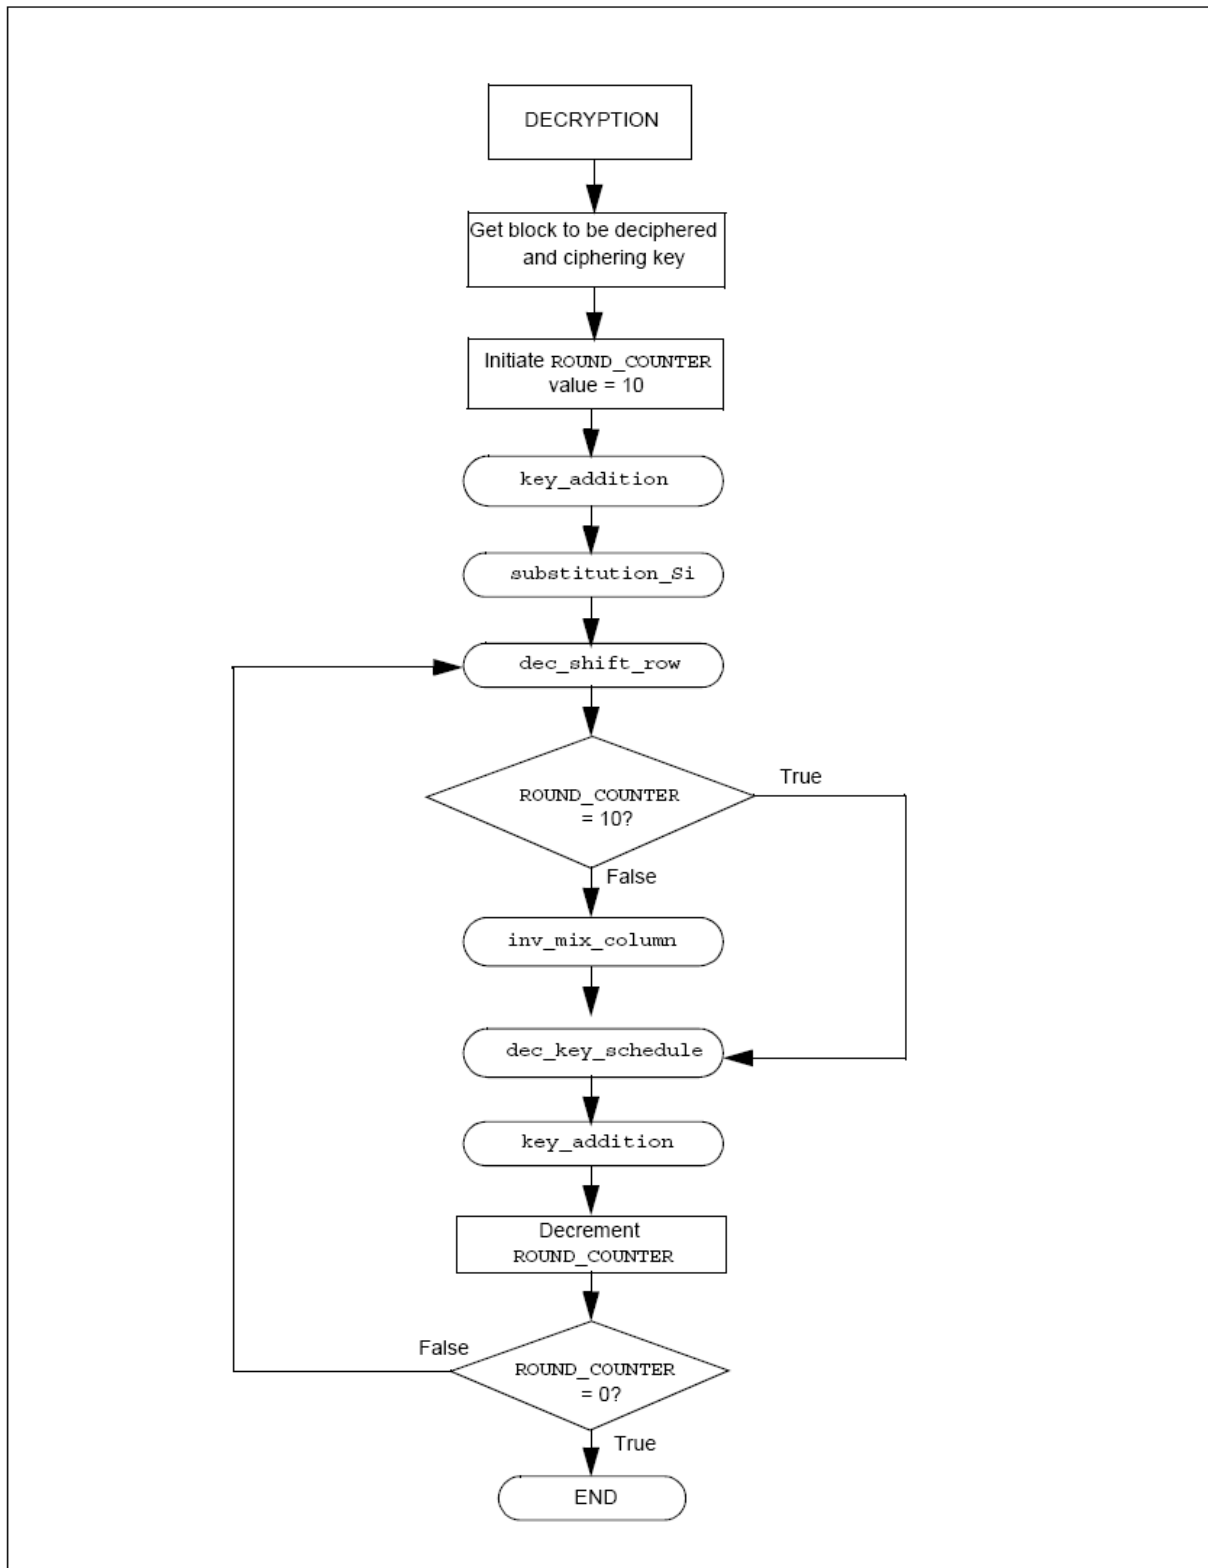 DECRYPTION
Get block to be deciphered
and ciphering key
Initiate ROUND_COUNTER
value = 10
key_addition
substitution_Si
dec_shift_row
True
ROUND_COUNTER
= 10?
False
inv_mix_column
dec_key_schedule
key_addition
Decrement
ROUND_COUNTER
False
ROUND_COUNTER
= 0?
True
END